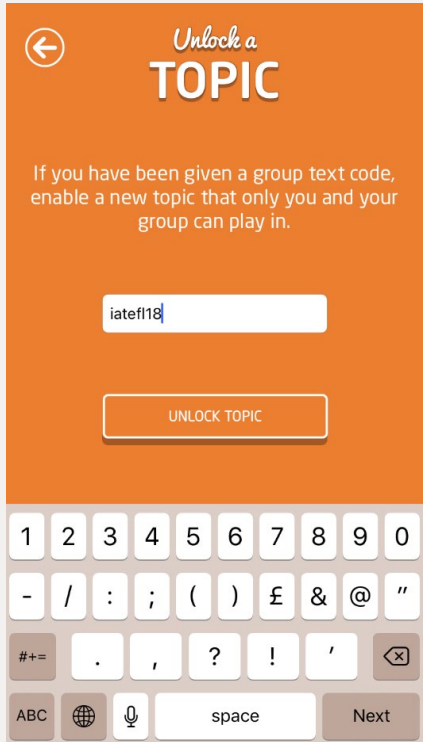 Unlock a
TOPIC
If you have been given a group text code,
enable a new topic that only you and your
group can play in.
iatefl18
UNLOCK TOPIC
1 2 3 4 5 6 7 8 9 0
- / : ; ( ) £ & @ "
#+= . , ? ! '
ABC space Next